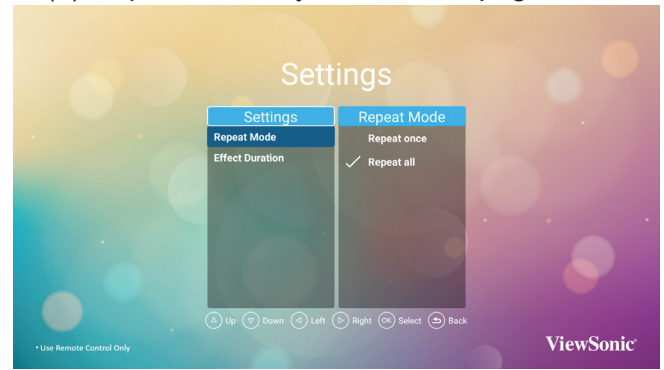 Settings
Settings
Repeat Mode
Repeat Mode
Repeat once
Effect Duration
Repeat all
Up Down Left Right OK Select Back
• Use Remote Control Only
ViewSonic®